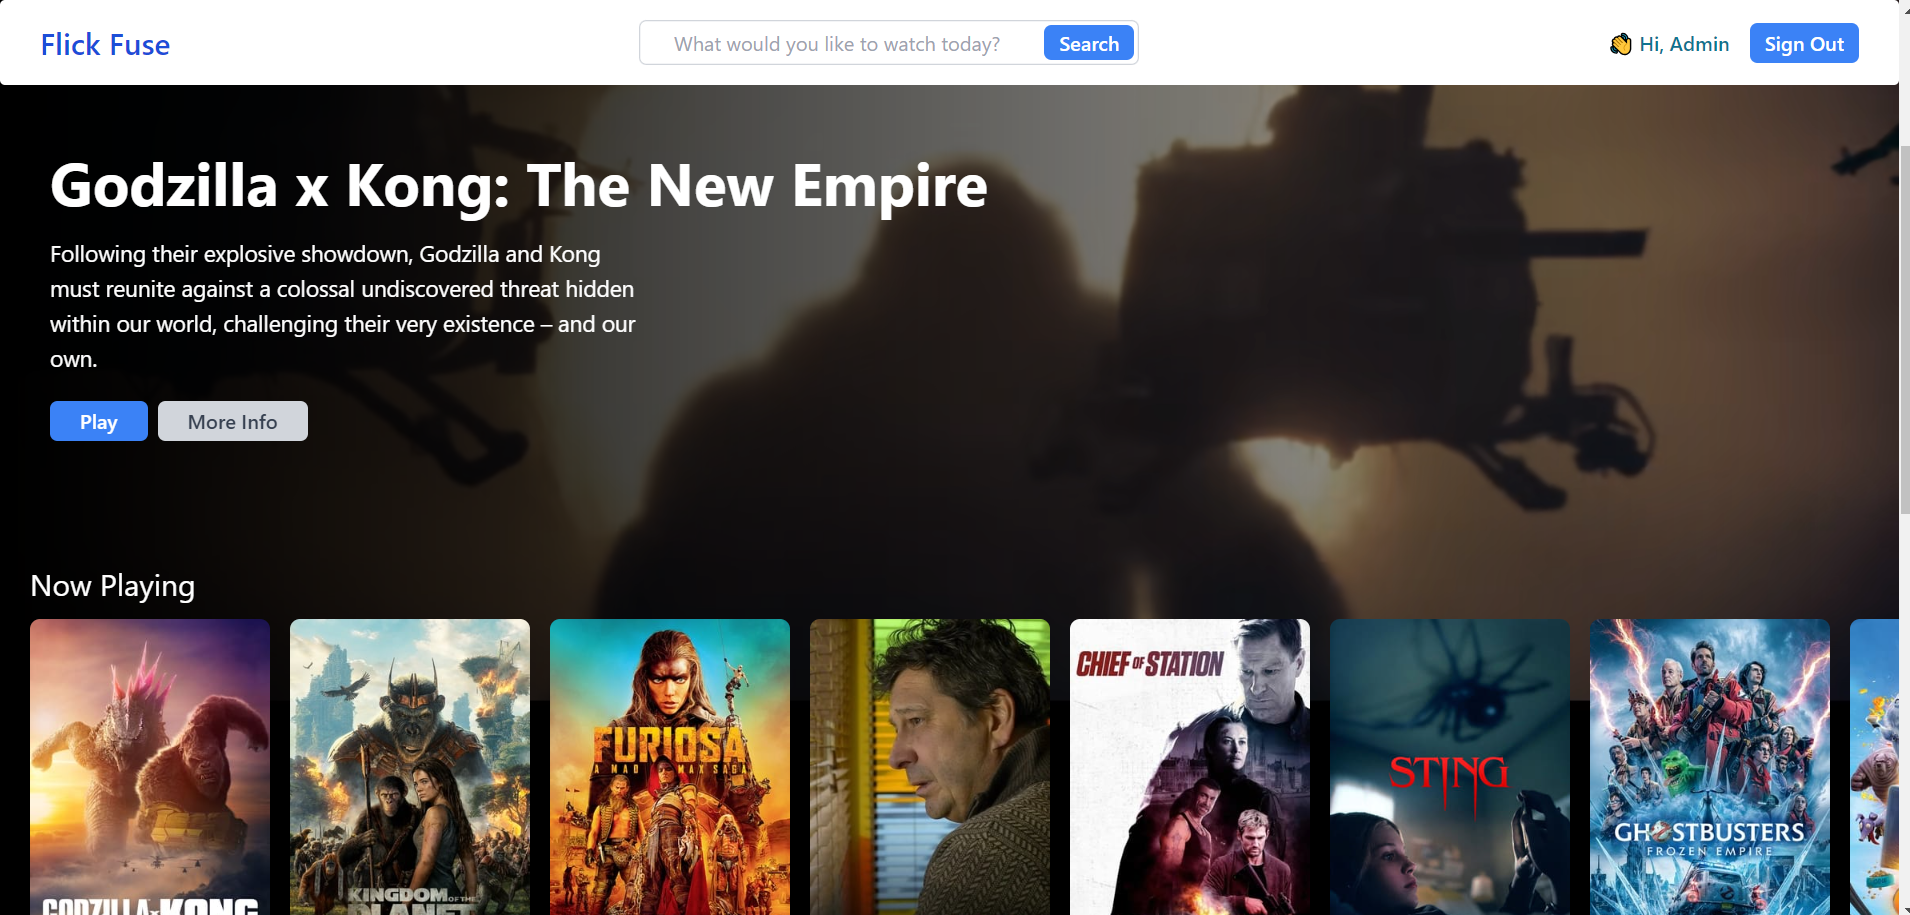 Flick Fuse
What would you like to watch today?
Search
👋 Hi, Admin
Sign Out
Godzilla x Kong: The New Empire
Following their explosive showdown, Godzilla and Kong
must reunite against a colossal undiscovered threat hidden
within our world, challenging their very existence – and our
own.
Play
More Info
Now Playing
GODZILLA x KONG
KINGDOM OF THE
PLANET
FURIOSA
A MAD MAX SAGA
CHIEF OF STATION
STING
GHOSTBUSTERS
FROZEN EMPIRE